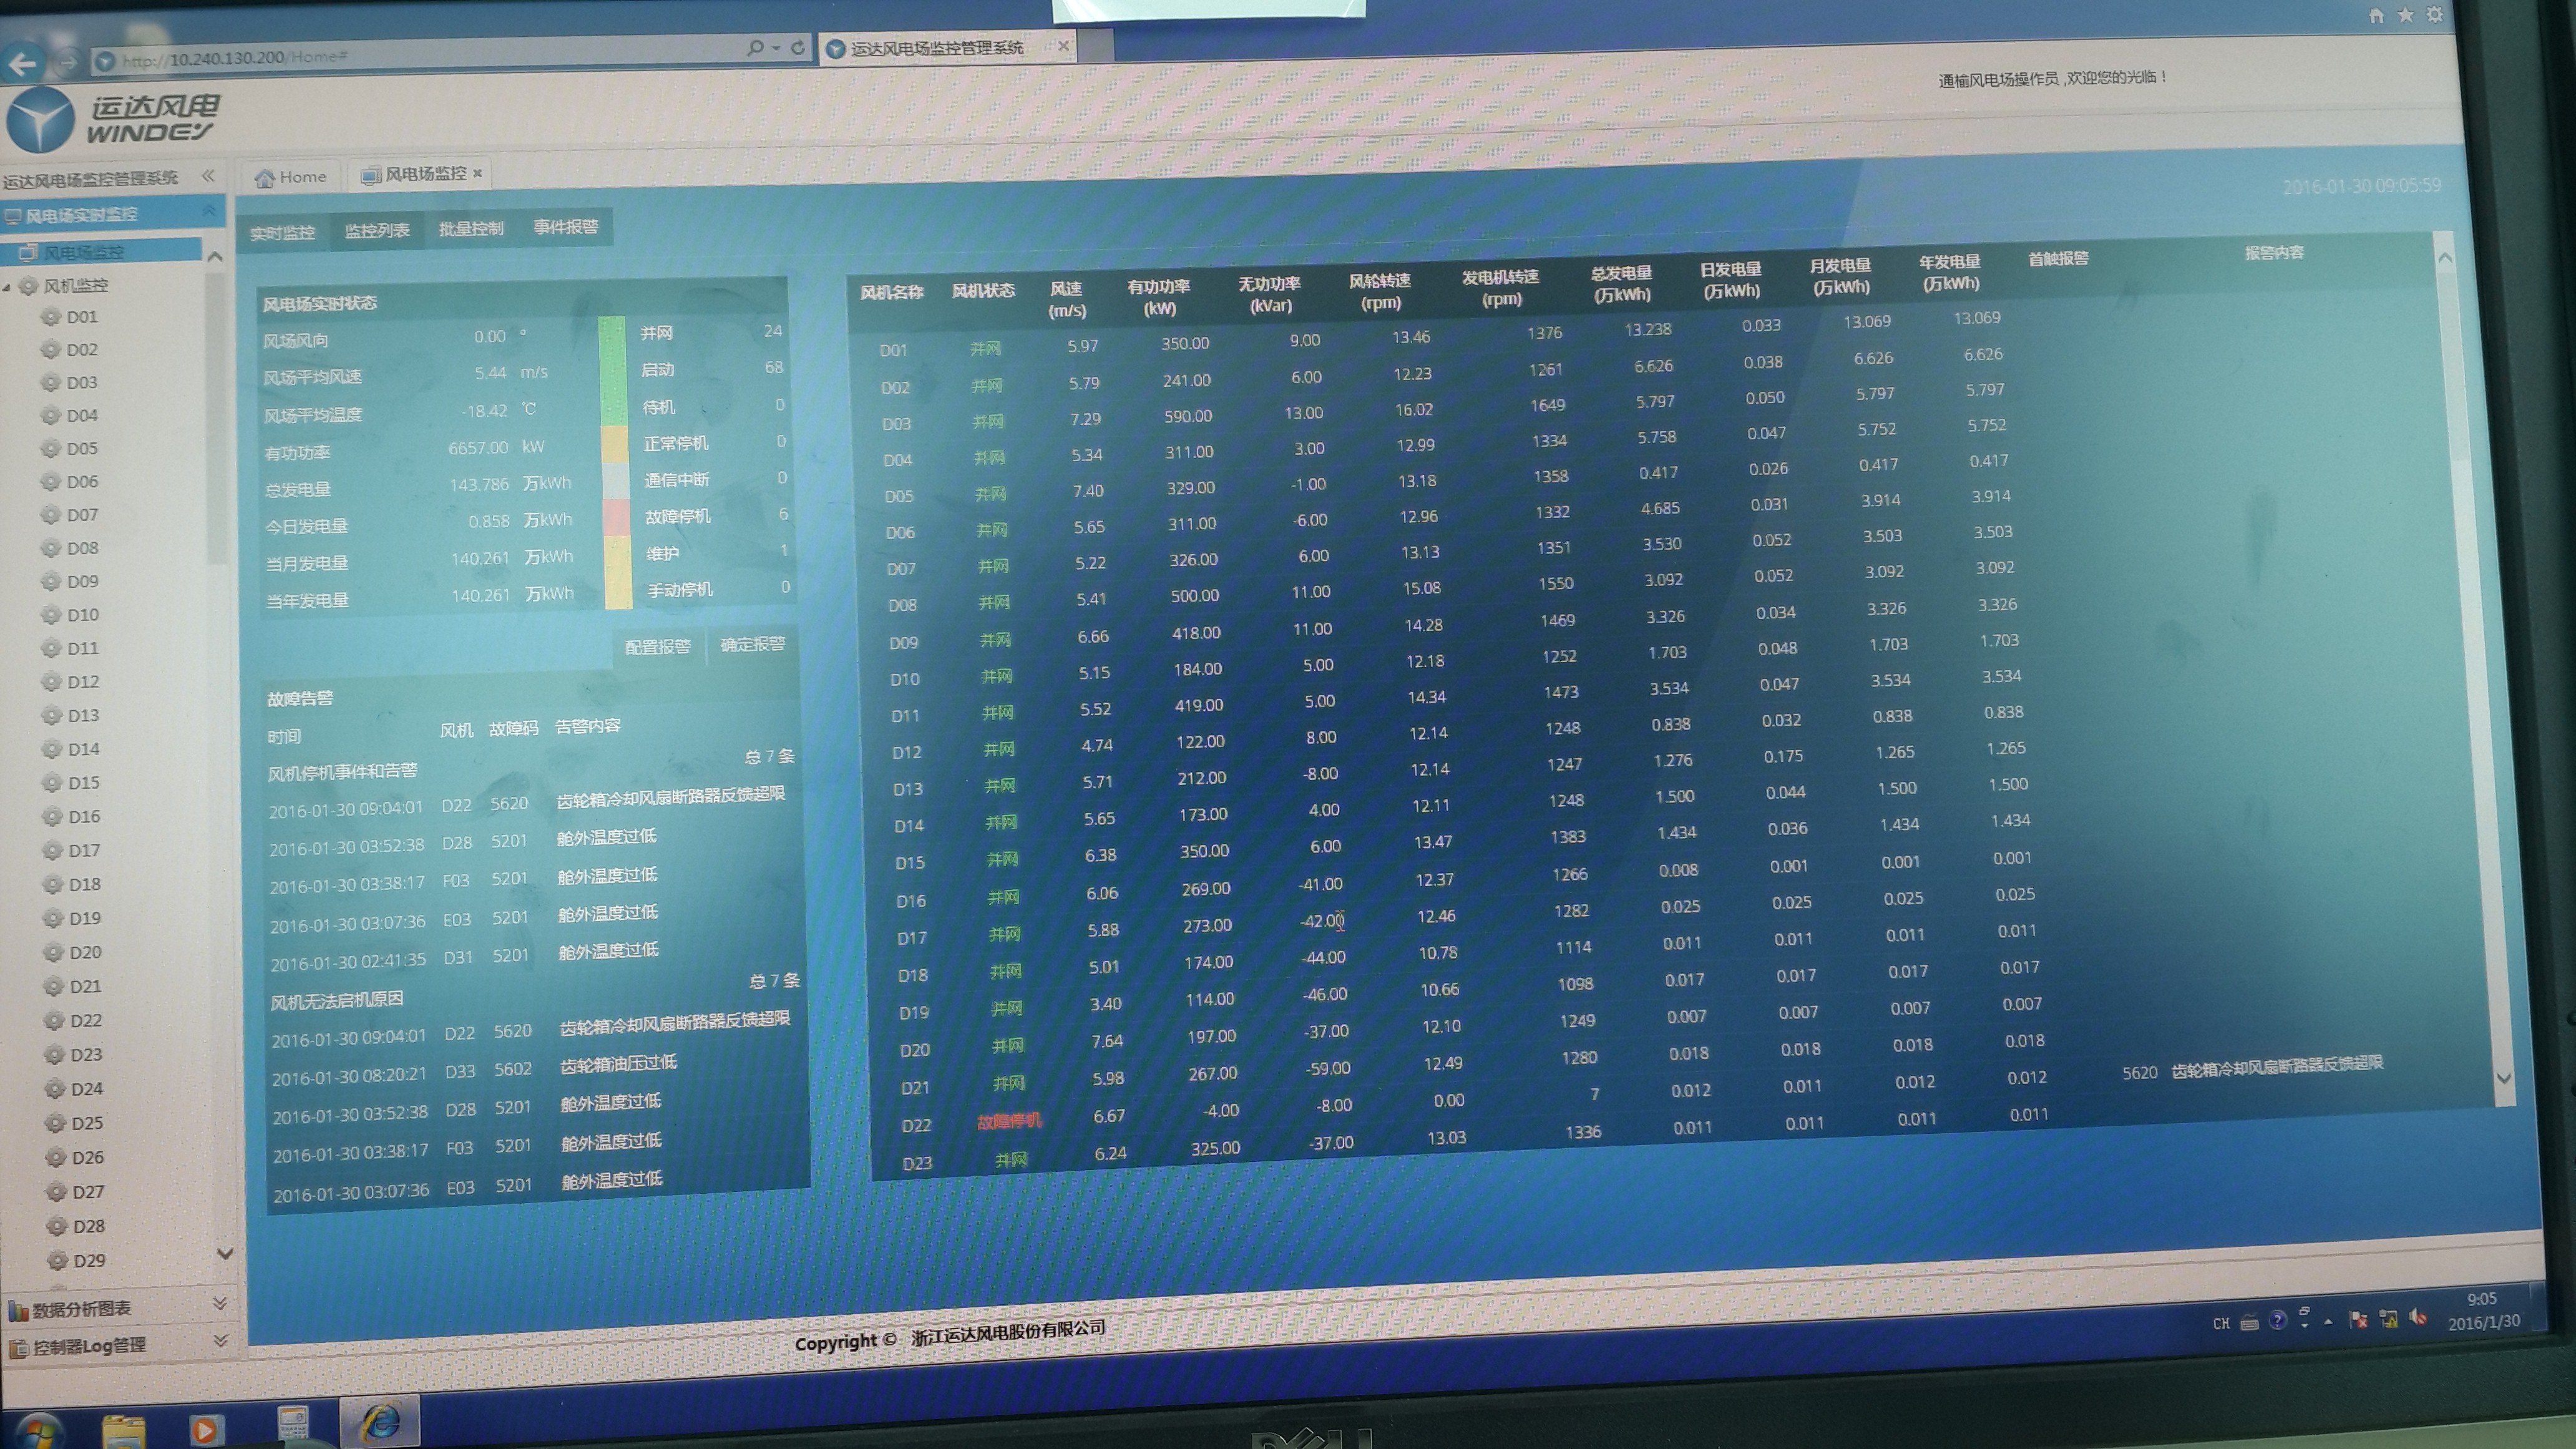 http://10.240.130.200/Home#
运达风电场监控管理系统
通榆风电场操作员 ,欢迎您的光临！
运达风电
WINDEY
运达风电场监控管理系统
Home
风电场监控
2016-01-30 09:05:59
风电场实时监控
风电场监控
风机监控
D01
D02
D03
D04
D05
D06
D07
D08
D09
D10
D11
D12
D13
D14
D15
D16
D17
D18
D19
D20
D21
D22
D23
D24
D25
D26
D27
D28
D29
数据分析图表
控制器Log管理
实时监控 监控列表 批量控制 事件报警
风电场实时状态
风场风向 0.00 °
风场平均风速 5.44 m/s
风场平均温度 -18.42 ℃
有功功率 6657.00 kW
总发电量 143.786 万kWh
今日发电量 0.858 万kWh
当月发电量 140.261 万kWh
当年发电量 140.261 万kWh
并网 24
启动 68
待机 0
正常停机 0
通信中断 0
故障停机 6
维护 1
手动停机 0
配置报警 确定报警
故障告警
时间 风机 故障码 告警内容
风机停机事件和告警 总 7 条
2016-01-30 09:04:01 D22 5620 齿轮箱冷却风扇断路器反馈超限
2016-01-30 03:52:38 D28 5201 舱外温度过低
2016-01-30 03:38:17 F03 5201 舱外温度过低
2016-01-30 03:07:36 E03 5201 舱外温度过低
2016-01-30 02:41:35 D31 5201 舱外温度过低
风机无法启机原因 总 7 条
2016-01-30 09:04:01 D22 5620 齿轮箱冷却风扇断路器反馈超限
2016-01-30 08:20:21 D33 5602 齿轮箱油压过低
2016-01-30 03:52:38 D28 5201 舱外温度过低
2016-01-30 03:38:17 F03 5201 舱外温度过低
2016-01-30 03:07:36 E03 5201 舱外温度过低
风机名称 风机状态 风速 (m/s) 有功功率 (kW) 无功功率 (kVar) 风轮转速 (rpm) 发电机转速 (rpm) 总发电量 (万kWh) 日发电量 (万kWh) 月发电量 (万kWh) 年发电量 (万kWh) 首触报警 报警内容
D01 并网 5.97 350.00 9.00 13.46 1376 13.238 0.033 13.069 13.069
D02 并网 5.79 241.00 6.00 12.23 1261 6.626 0.038 6.626 6.626
D03 并网 7.29 590.00 13.00 16.02 1649 5.797 0.050 5.797 5.797
D04 并网 5.34 311.00 3.00 12.99 1334 5.758 0.047 5.752 5.752
D05 并网 7.40 329.00 -1.00 13.18 1358 0.417 0.026 0.417 0.417
D06 并网 5.65 311.00 -6.00 12.96 1332 4.685 0.031 3.914 3.914
D07 并网 5.22 326.00 6.00 13.13 1351 3.530 0.052 3.503 3.503
D08 并网 5.41 500.00 11.00 15.08 1550 3.092 0.052 3.092 3.092
D09 并网 6.66 418.00 11.00 14.28 1469 3.326 0.034 3.326 3.326
D10 并网 5.15 184.00 5.00 12.18 1252 1.703 0.048 1.703 1.703
D11 并网 5.52 419.00 5.00 14.34 1473 3.534 0.047 3.534 3.534
D12 并网 4.74 122.00 8.00 12.14 1248 0.838 0.032 0.838 0.838
D13 并网 5.71 212.00 -8.00 12.14 1247 1.276 0.175 1.265 1.265
D14 并网 5.65 173.00 4.00 12.11 1248 1.500 0.044 1.500 1.500
D15 并网 6.38 350.00 6.00 13.47 1383 1.434 0.036 1.434 1.434
D16 并网 6.06 269.00 -41.00 12.37 1266 0.008 0.001 0.001 0.001
D17 并网 5.88 273.00 -42.00 12.46 1282 0.025 0.025 0.025 0.025
D18 并网 5.01 174.00 -44.00 10.78 1114 0.011 0.011 0.011 0.011
D19 并网 3.40 114.00 -46.00 10.66 1098 0.017 0.017 0.017 0.017
D20 并网 7.64 197.00 -37.00 12.10 1249 0.007 0.007 0.007 0.007
D21 并网 5.98 267.00 -59.00 12.49 1280 0.018 0.018 0.018 0.018
D22 故障停机 6.67 -4.00 -8.00 0.00 7 0.012 0.011 0.012 0.012 5620 齿轮箱冷却风扇断路器反馈超限
D23 并网 6.24 325.00 -37.00 13.03 1336 0.011 0.011 0.011 0.011
Copyright © 浙江运达风电股份有限公司
CH
9:05
2016/1/30
DELL